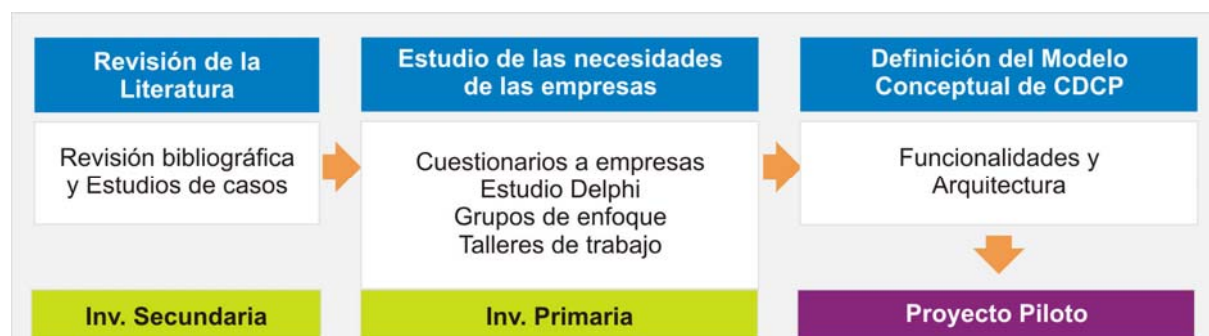 Revisión de la
Literatura
Revisión bibliográfica
y Estudios de casos
Inv. Secundaria
Estudio de las necesidades
de las empresas
Cuestionarios a empresas
Estudio Delphi
Grupos de enfoque
Talleres de trabajo
Inv. Primaria
Definición del Modelo
Conceptual de CDCP
Funcionalidades y
Arquitectura
Proyecto Piloto